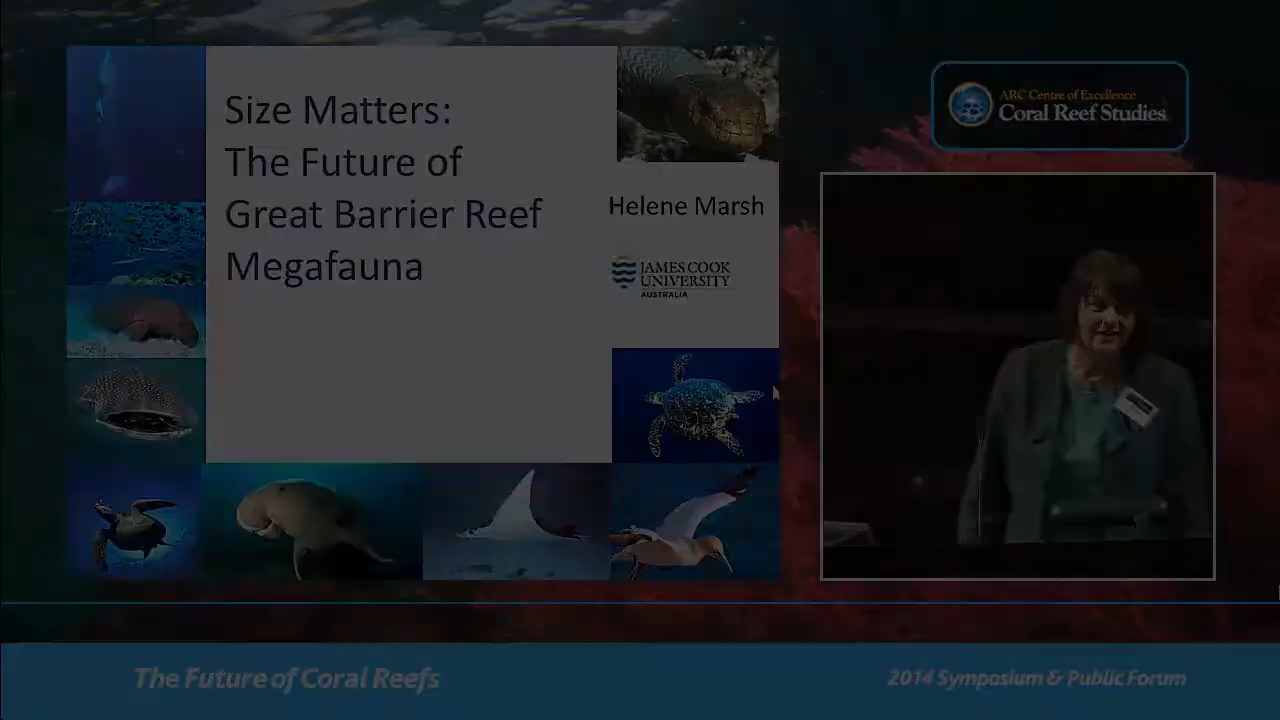 Size Matters:
The Future of
Great Barrier Reef
Megafauna
Helene Marsh
JAMES COOK
UNIVERSITY
AUSTRALIA
ARC Centre of Excellence
Coral Reef Studies
The Future of Coral Reefs
2014 Symposium & Public Forum